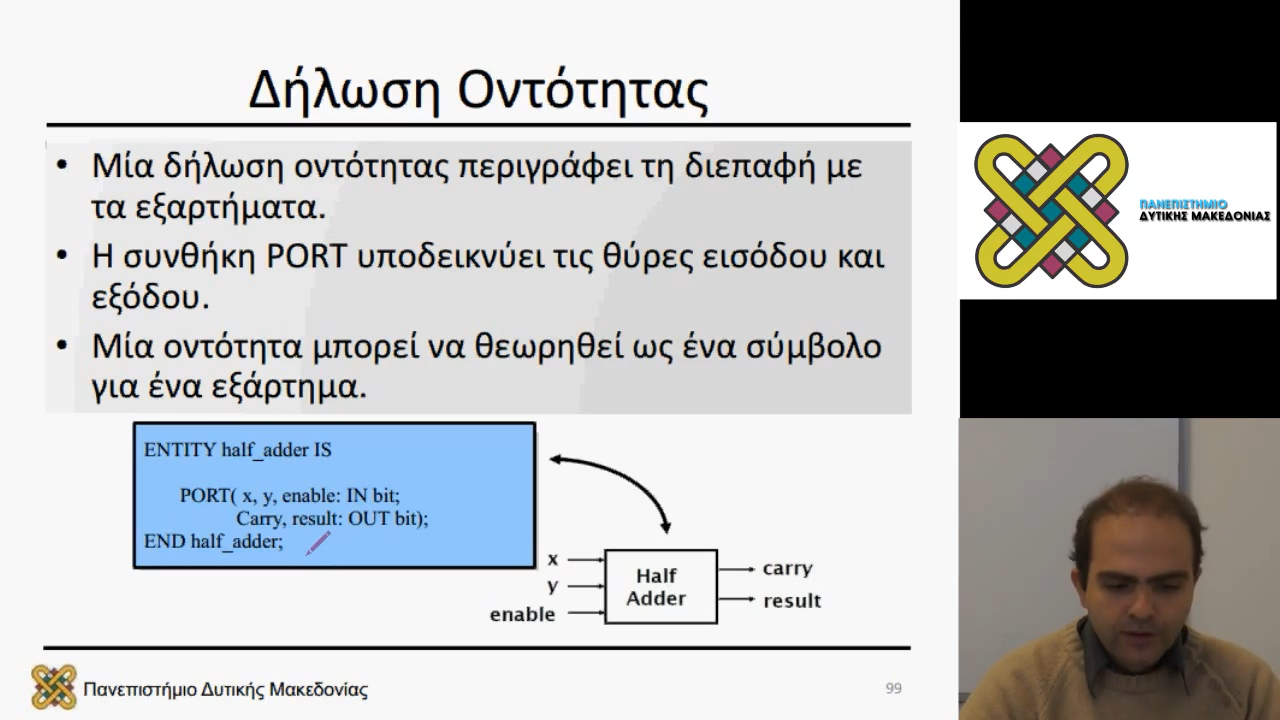 Δήλωση Οντότητας
• Μία δήλωση οντότητας περιγράφει τη διεπαφή με
τα εξαρτήματα.
• Η συνθήκη PORT υποδεικνύει τις θύρες εισόδου και
εξόδου.
• Μία οντότητα μπορεί να θεωρηθεί ως ένα σύμβολο
για ένα εξάρτημα.
ENTITY half_adder IS
PORT( x, y, enable: IN bit;
Carry, result: OUT bit);
END half_adder;
x
y
enable
Half
Adder
carry
result
Πανεπιστήμιο Δυτικής Μακεδονίας
99
ΠΑΝΕΠΙΣΤΗΜΙΟ
ΔΥΤΙΚΗΣ ΜΑΚΕΔΟΝΙΑΣ